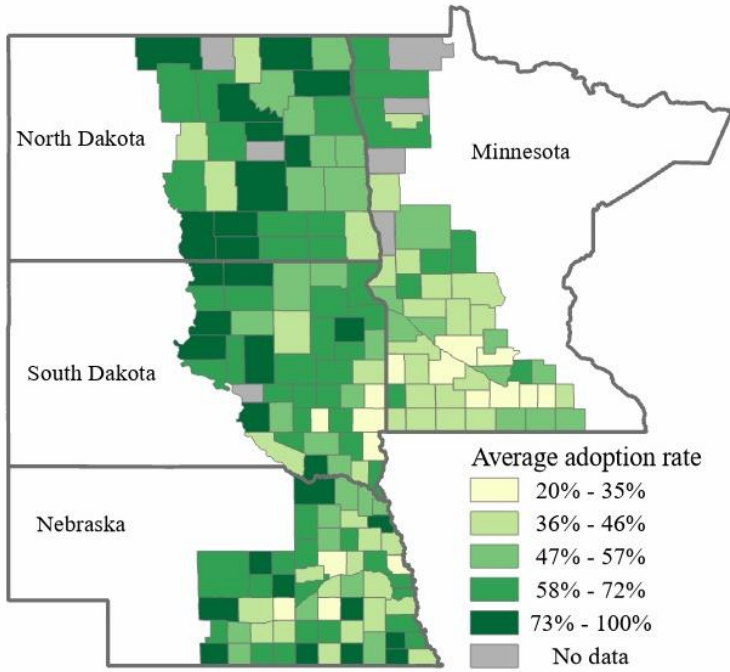 North Dakota
Minnesota
South Dakota
Nebraska
Average adoption rate
20% - 35%
36% - 46%
47% - 57%
58% - 72%
73% - 100%
No data